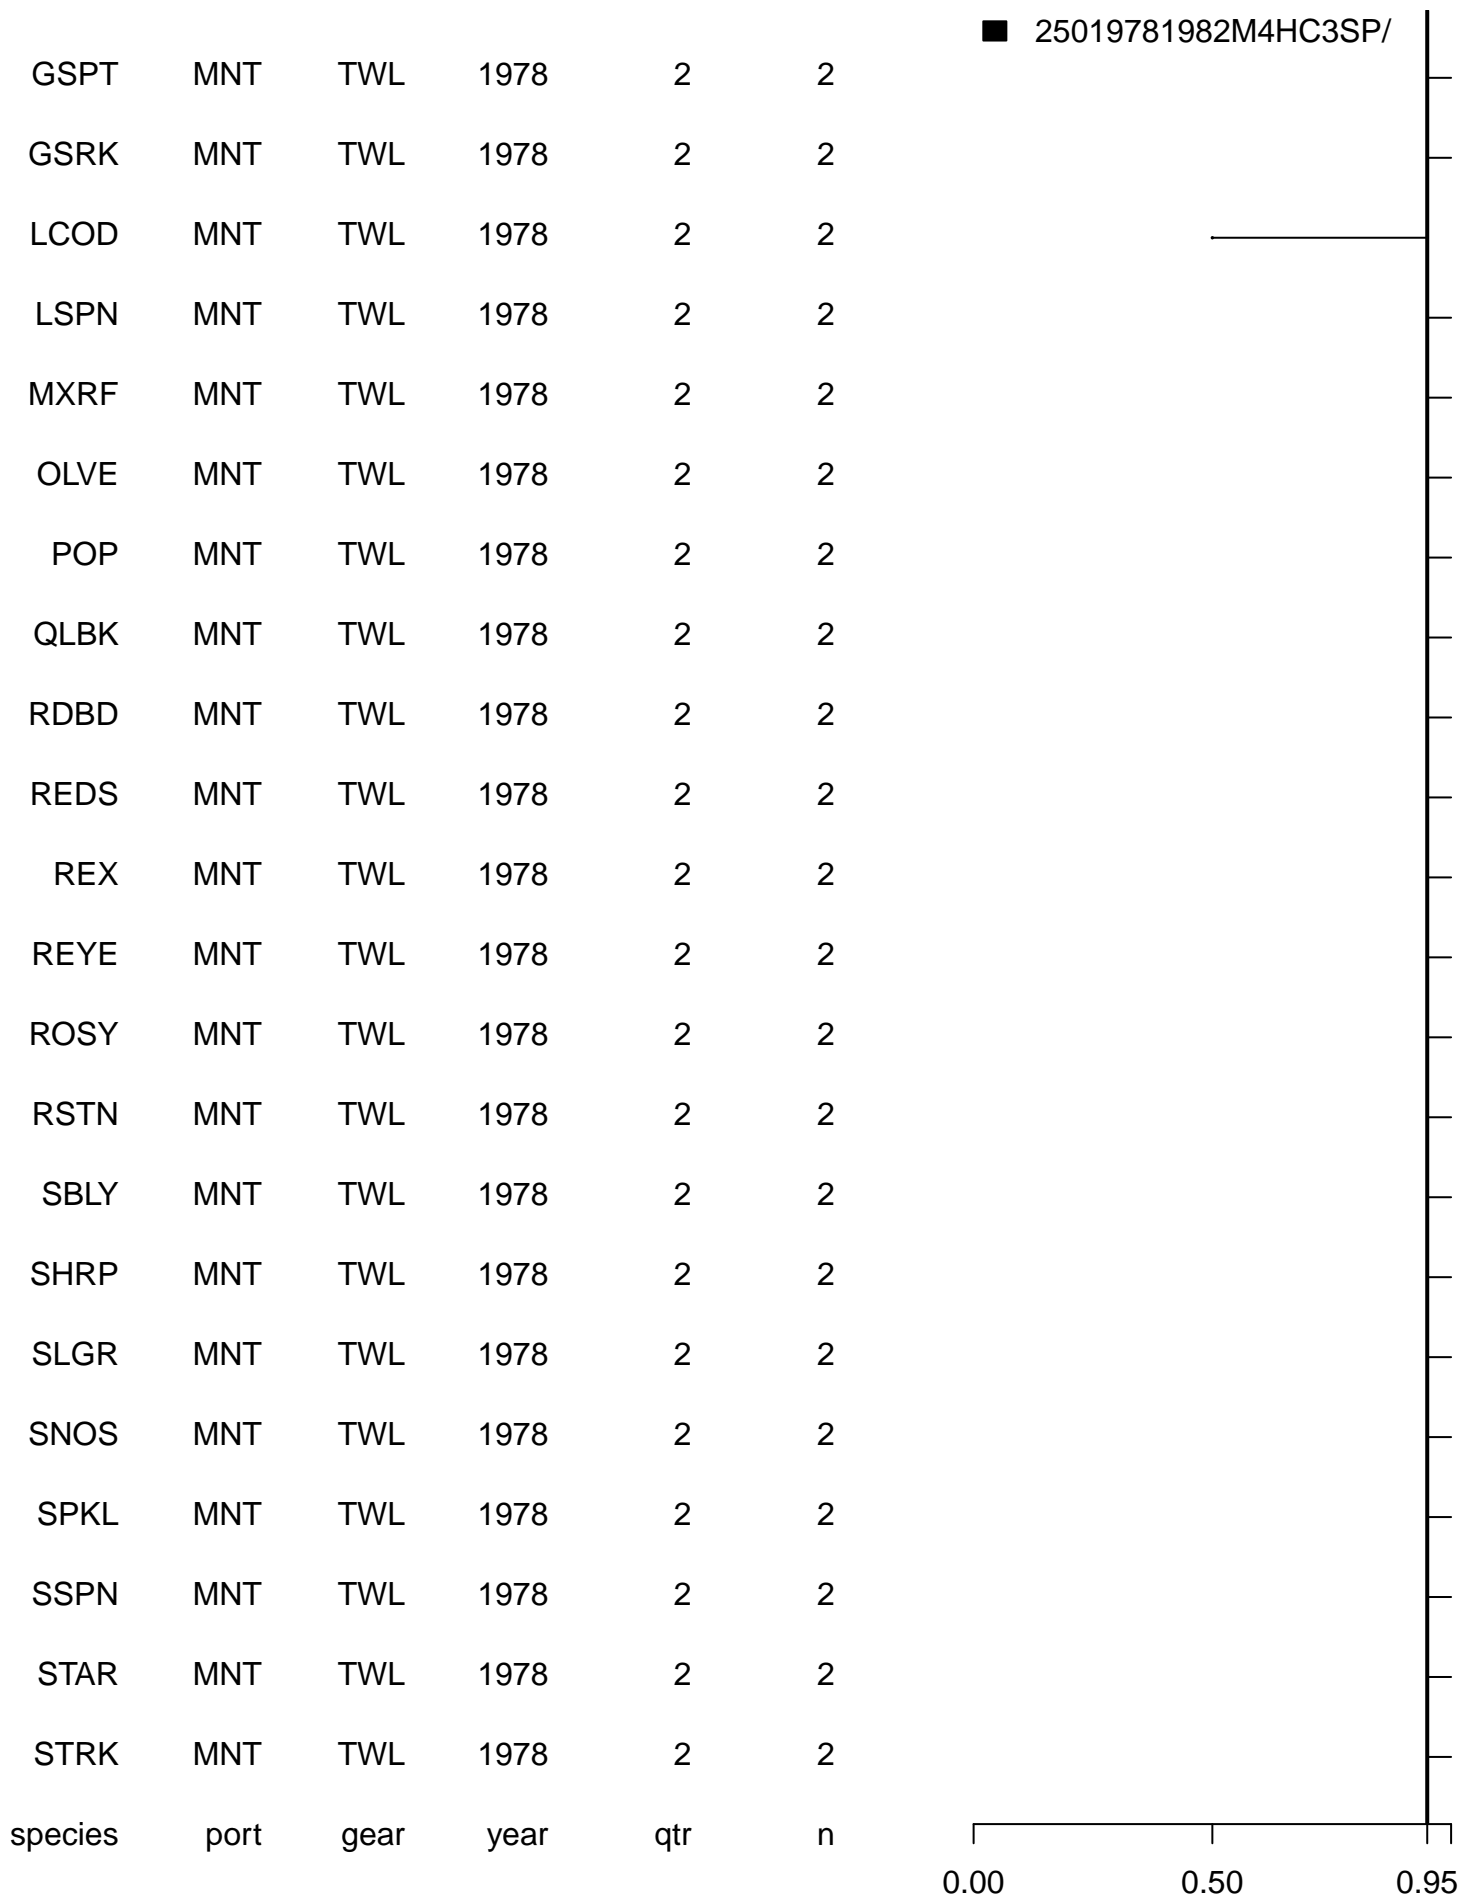 25019781982M4HC3SP/
GSPT MNT TWL 1978 2 2
GSRK MNT TWL 1978 2 2
LCOD MNT TWL 1978 2 2
LSPN MNT TWL 1978 2 2
MXRF MNT TWL 1978 2 2
OLVE MNT TWL 1978 2 2
POP MNT TWL 1978 2 2
QLBK MNT TWL 1978 2 2
RDBD MNT TWL 1978 2 2
REDS MNT TWL 1978 2 2
REX MNT TWL 1978 2 2
REYE MNT TWL 1978 2 2
ROSY MNT TWL 1978 2 2
RSTN MNT TWL 1978 2 2
SBLY MNT TWL 1978 2 2
SHRP MNT TWL 1978 2 2
SLGR MNT TWL 1978 2 2
SNOS MNT TWL 1978 2 2
SPKL MNT TWL 1978 2 2
SSPN MNT TWL 1978 2 2
STAR MNT TWL 1978 2 2
STRK MNT TWL 1978 2 2
species port gear year qtr n
0.00 0.50 0.95